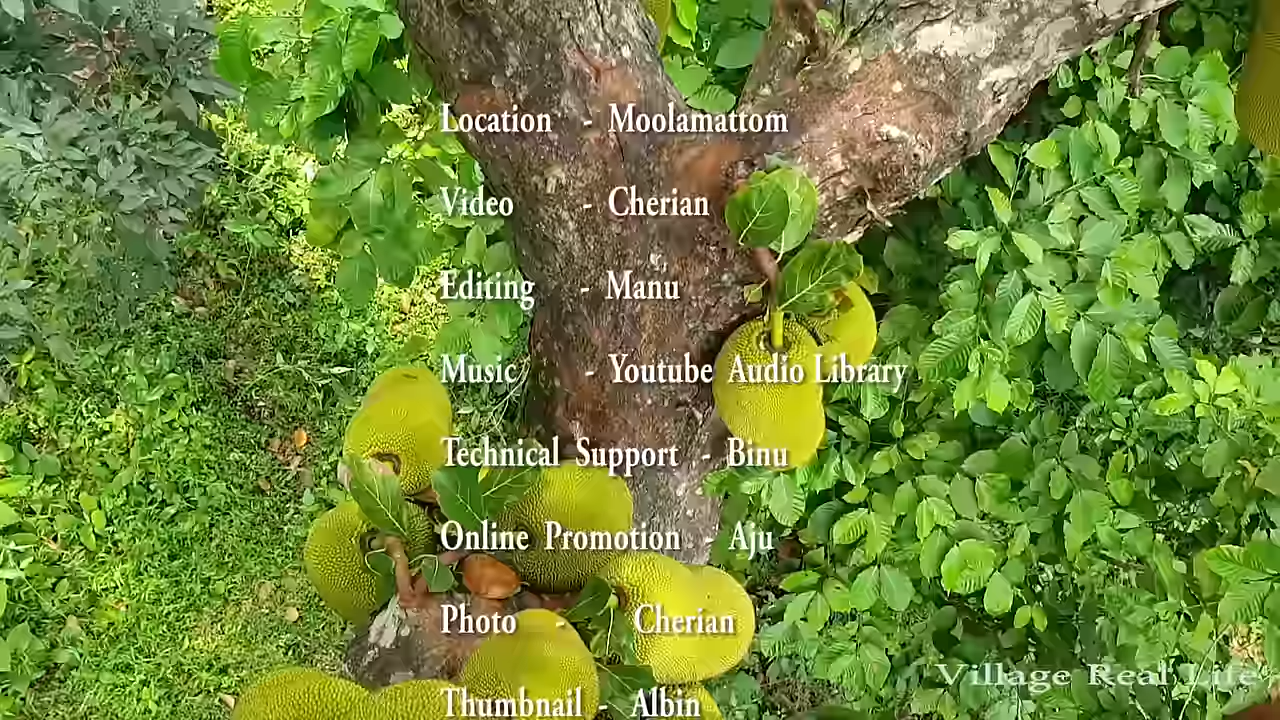 Location - Moolamattom
Video - Cherian
Editing - Manu
Music - Youtube Audio Library
Technical Support - Binu
Online Promotion - Aju
Photo - Cherian
Village Real Life
Thumbnail - Albin